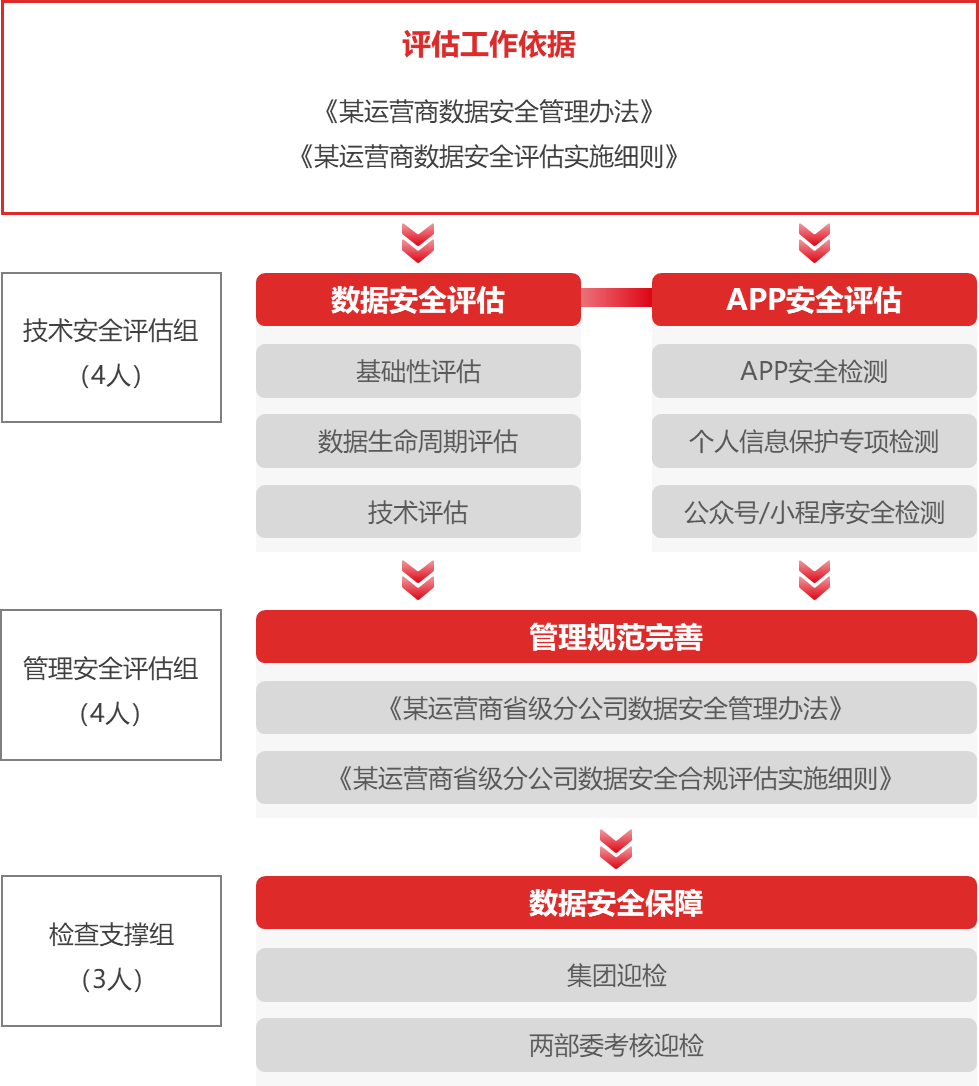 评估工作依据
《某运营商数据安全管理办法》
《某运营商数据安全评估实施细则》
技术安全评估组
（4人）
数据安全评估
基础性评估
数据生命周期评估
技术评估
APP安全评估
APP安全检测
个人信息保护专项检测
公众号/小程序安全检测
管理安全评估组
（4人）
管理规范完善
《某运营商省级分公司数据安全管理办法》
《某运营商省级分公司数据安全合规评估实施细则》
检查支撑组
（3人）
数据安全保障
集团迎检
两部委考核迎检